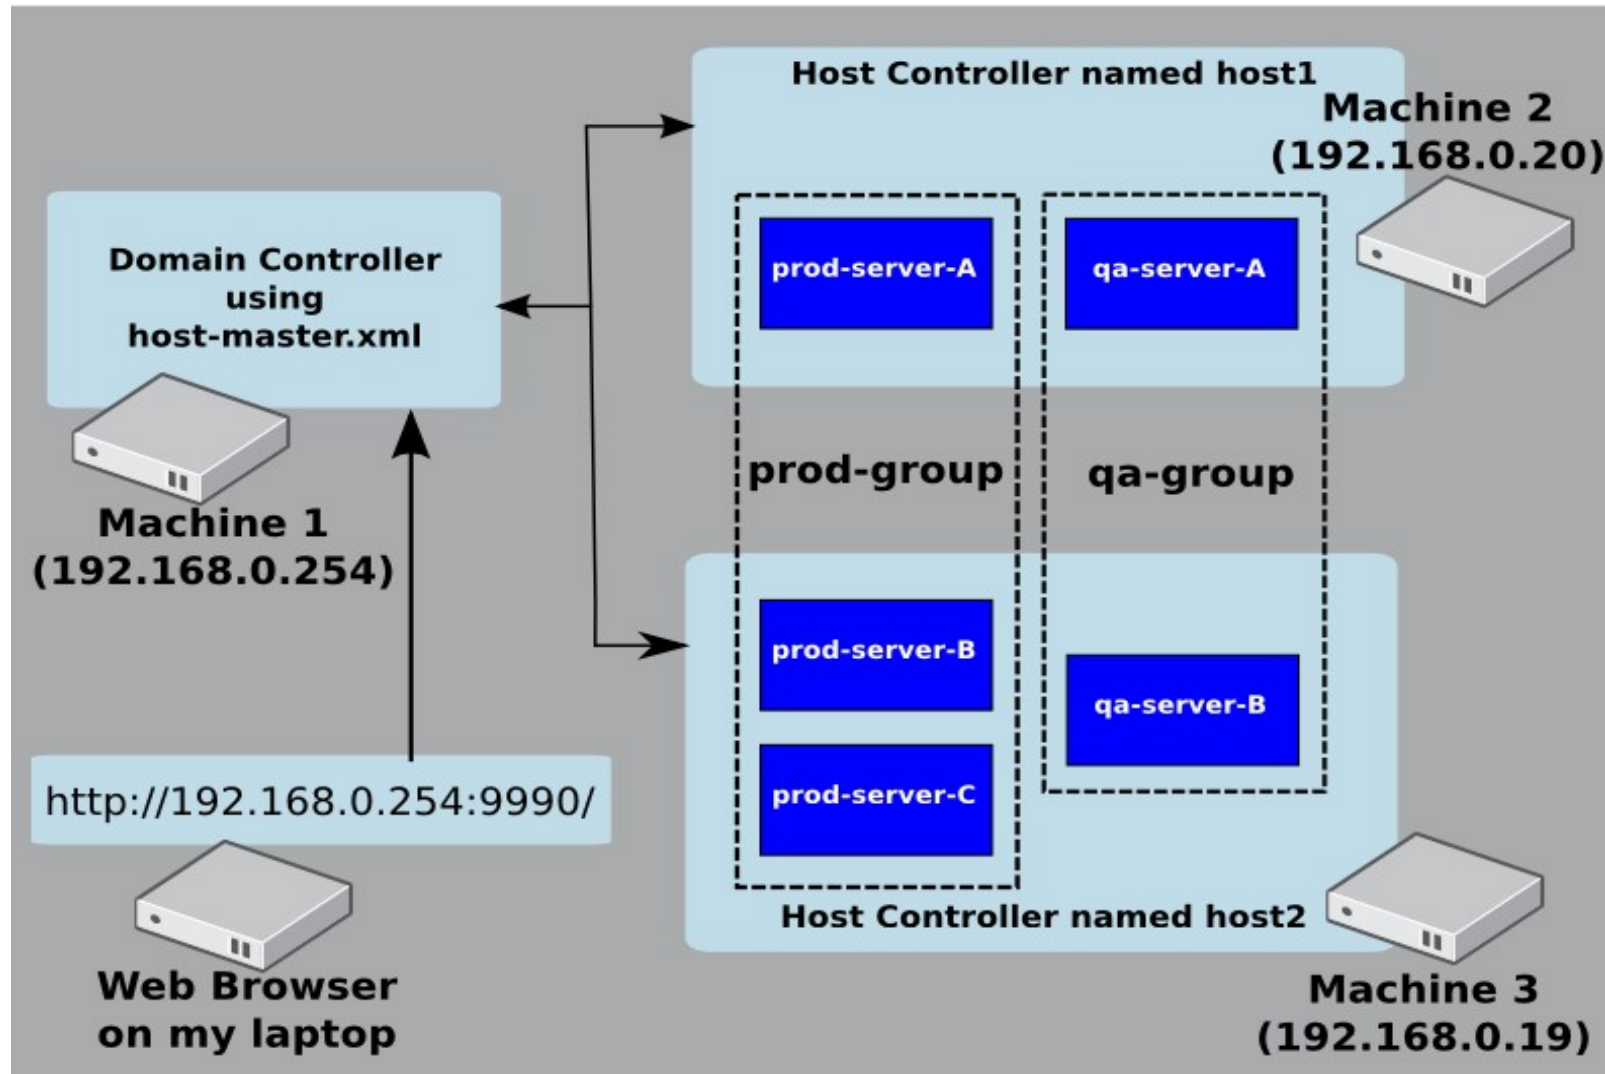 Host Controller named host1
Machine 2
(192.168.0.20)
Domain Controller
using
host-master.xml
Machine 1
(192.168.0.254)
prod-server-A
qa-server-A
prod-group
qa-group
prod-server-B
prod-server-C
qa-server-B
Host Controller named host2
Machine 3
(192.168.0.19)
http://192.168.0.254:9990/
Web Browser
on my laptop